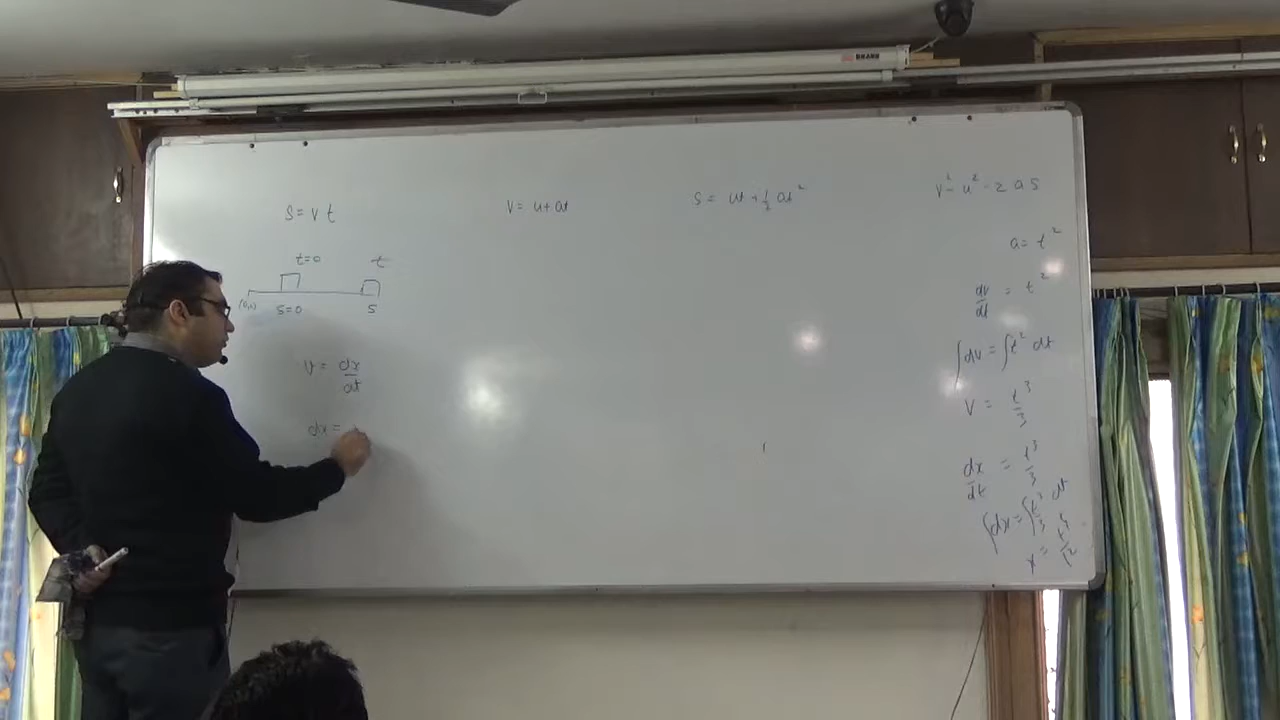 S = v t
t=0 t
(0,0) S=0 S
v = dx/dt
dx =
v = u + at
S = ut + 1/2 at²
v² - u² = 2 a s
a = t²
dv/dt = t²
∫dv = ∫t² dt
v = t³/3
dx/dt = t³/3
∫dx = ∫t³/3 dt
x = t⁴/12